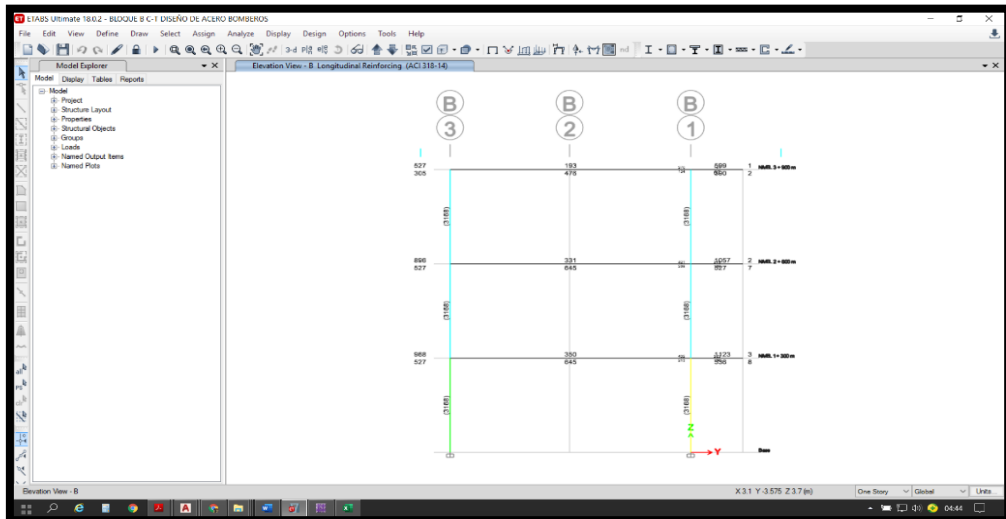 ETABS Ultimate 18.0.2 - BLOQUE B C-T DISEÑO DE ACERO BOMBEROS
File Edit View Define Draw Select Assign Analyze Display Design Options Tools Help
3-d
Model Explorer
Elevation View - B Longitudinal Reinforcing (ACI 318-14)
Model Display Tables Reports
Model
Project
Structure Layout
Properties
Structural Objects
Groups
Loads
Named Output Items
Named Plots
B B B
3 2 1
527 193 599 1
305 476 590 2
(3168) (3168)
898 331 2
527 645 7
(3168) (3168)
968 350 3
527 645 8
(3168) (3168)
Z
Y
Base
Elevation View - B
X 3.1 Y -3.575 Z 3.7 (m)
One Story
Global
Units...
04:44